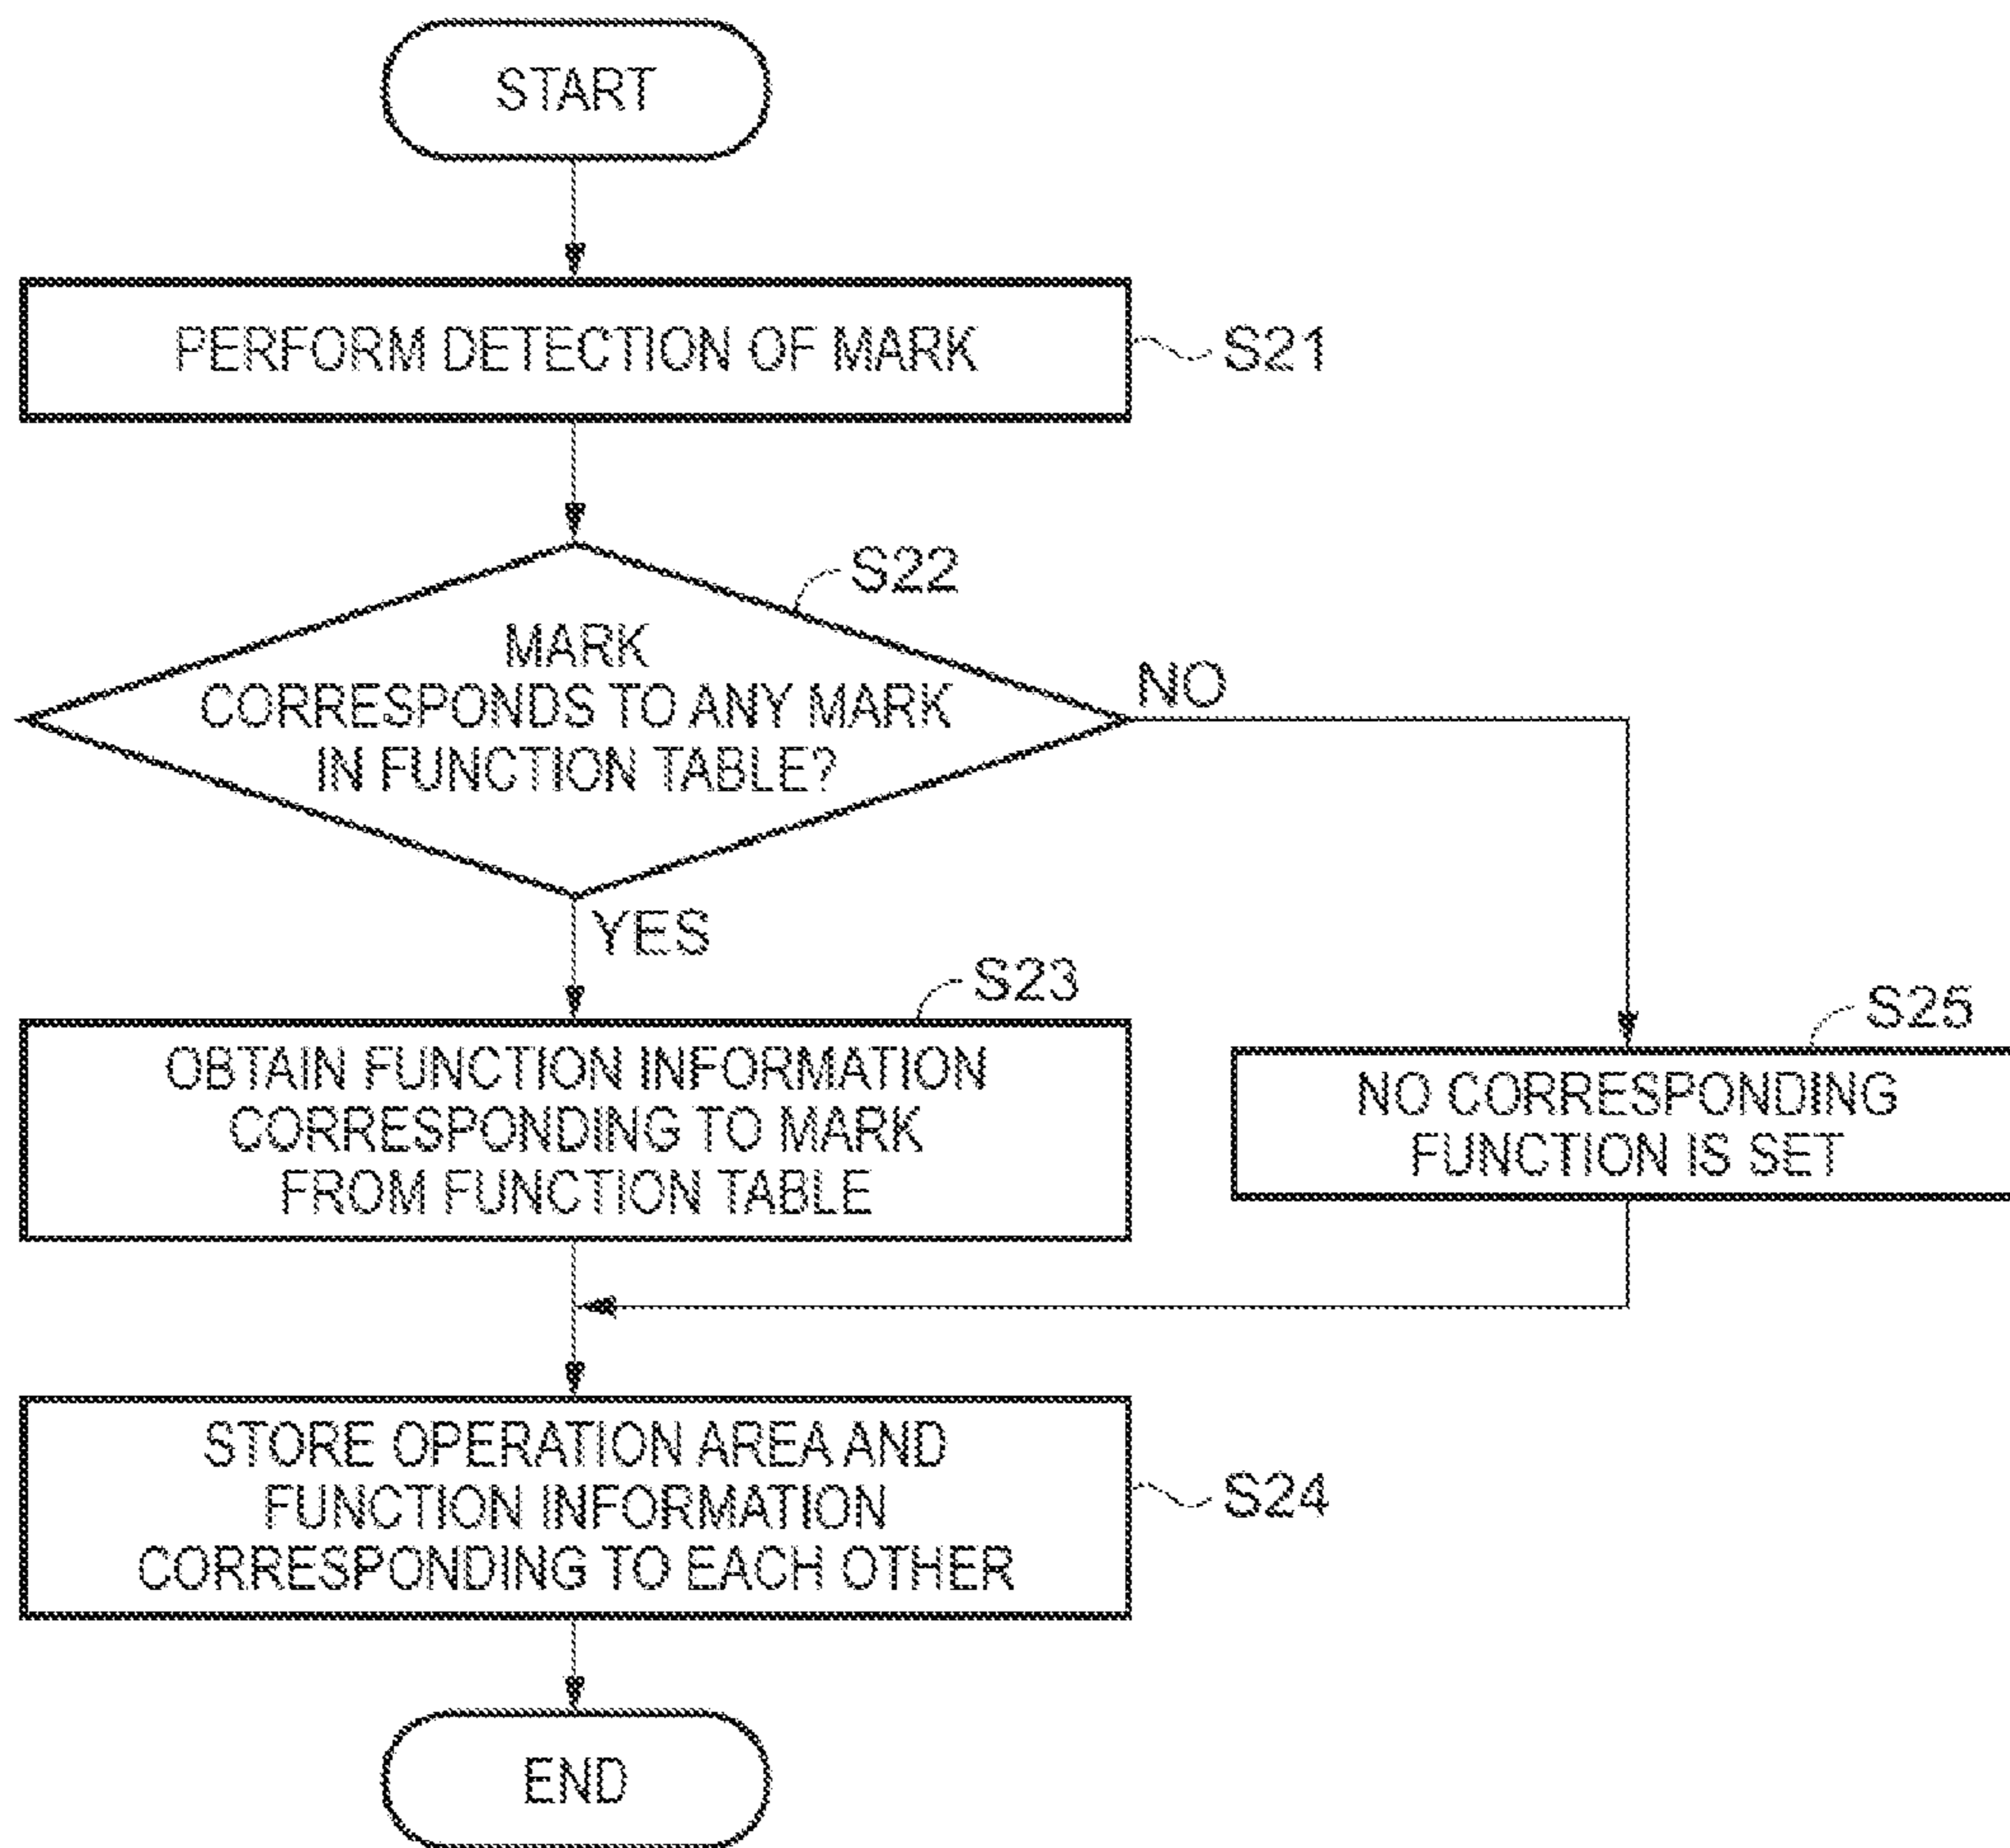 START
PERFORM DETECTION OF MARK
S21
S22
MARK
CORRESPONDS TO ANY MARK
IN FUNCTION TABLE?
NO
YES
S23
OBTAIN FUNCTION INFORMATION
CORRESPONDING TO MARK
FROM FUNCTION TABLE
S25
NO CORRESPONDING
FUNCTION IS SET
STORE OPERATION AREA AND
FUNCTION INFORMATION
CORRESPONDING TO EACH OTHER
S24
END